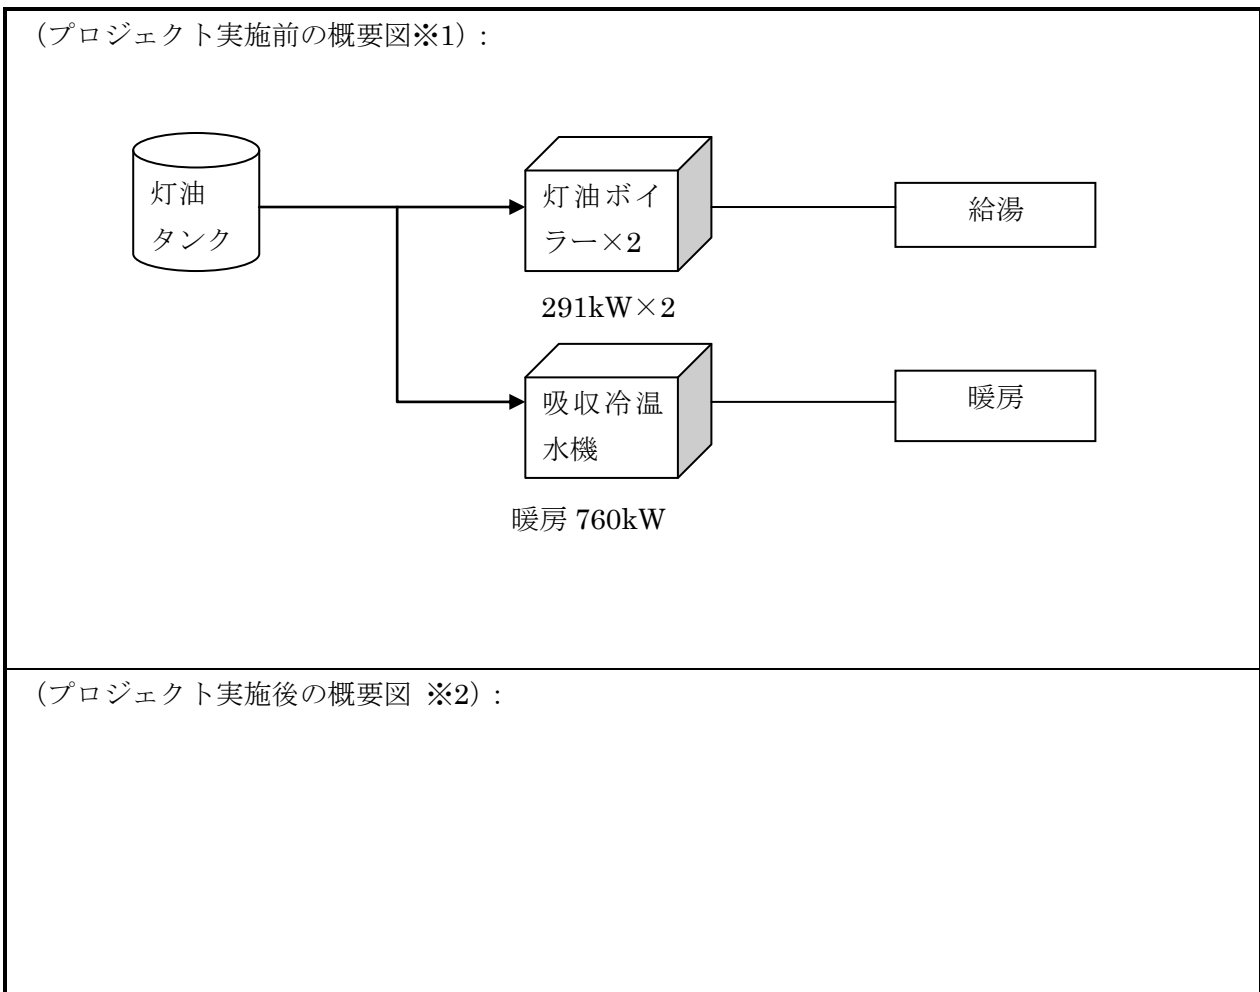 (プロジェクト実施前の概要図※1):
灯油
タンク
灯油ボイ
ラー×2
給湯
291kW×2
吸収冷温
水機
暖房
暖房 760kW
(プロジェクト実施後の概要図 ※2):